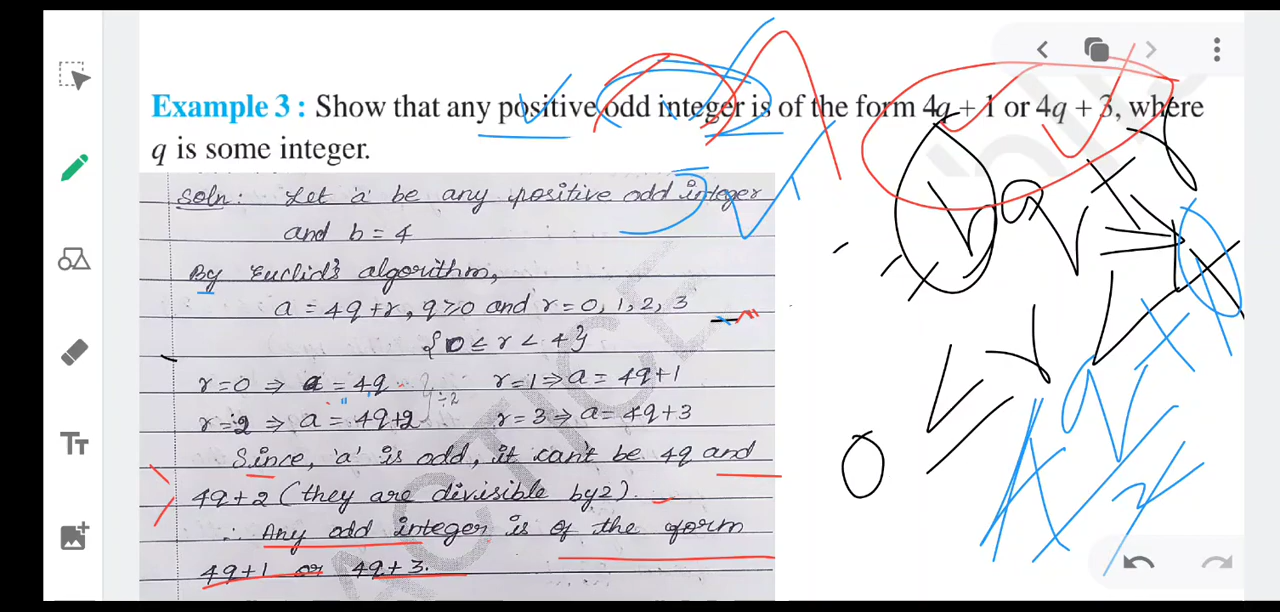 Example 3 : Show that any positive odd integer is of the form 4q + 1 or 4q + 3, where
q is some integer.
Soln: Let 'a' be any positive odd integer
and b = 4
By Euclid's algorithm,
a = 4q + r, q ≥ 0 and r = 0, 1, 2, 3
{0 ≤ r < 4}
r = 0 ⇒ a = 4q r = 1 ⇒ a = 4q+1
÷2
r = 2 ⇒ a = 4q+2 r = 3 ⇒ a = 4q+3
Since, 'a' is odd, it can't be 4q and
4q+2 (they are divisible by 2).
∴ Any odd integer is of the form
4q+1 or 4q+3.
Tт